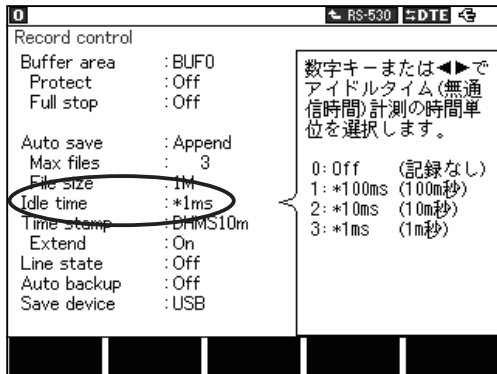 0
RS-530
DTE
Record control
Buffer area :BUF0
Protect :Off
Full stop :Off
Auto save :Append
Max files : 3
File size :1M
Idle time :*1ms
Time stamp :DHMS10m
Extend :On
Line state :Off
Auto backup :Off
Save device :USB
数字キーまたは◀▶で
アイドルタイム(無通
信時間)計測の時間単
位を選択します。
0:Off (記録なし)
1:*100ms (100m秒)
2:*10ms (10m秒)
3:*1ms (1m秒)